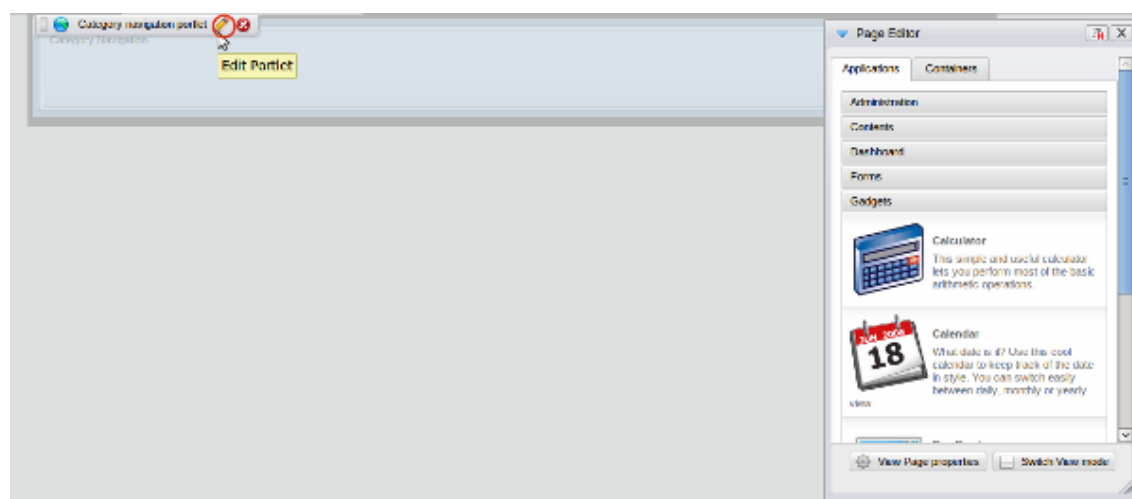 Category navigation portlet
Category Navigation
Edit Portlet
Page Editor
Applications Containers
Administration
Contents
Dashboard
Forms
Gadgets
Calculator
This simple and useful calculator
lets you perform most of the basic
arithmetic operations.
JUN 2008
18
Calendar
What date is it? Use this cool
calendar to keep track of the date
in style. You can switch easily
between daily, monthly or yearly
view.
View Page properties Switch View mode